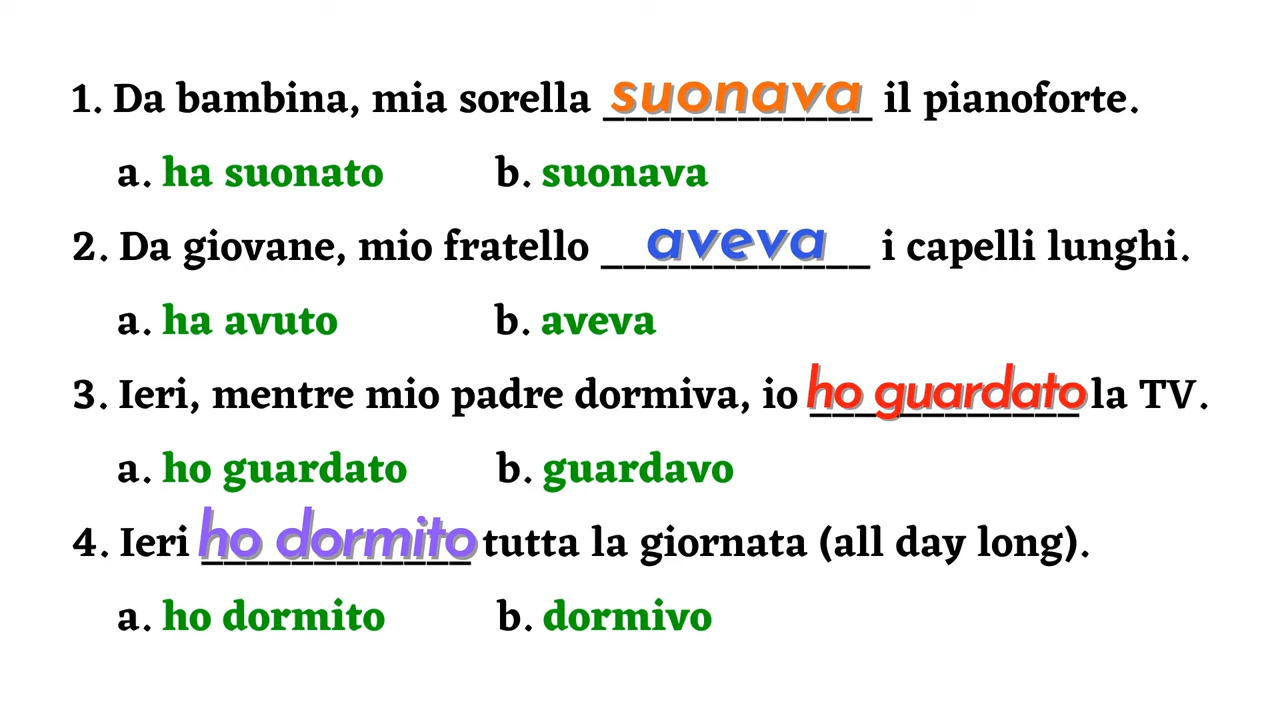 1. Da bambina, mia sorella suonava il pianoforte.
a. ha suonato b. suonava
2. Da giovane, mio fratello aveva i capelli lunghi.
a. ha avuto b. aveva
3. Ieri, mentre mio padre dormiva, io ho guardato la TV.
a. ho guardato b. guardavo
4. Ieri ho dormito tutta la giornata (all day long).
a. ho dormito b. dormivo